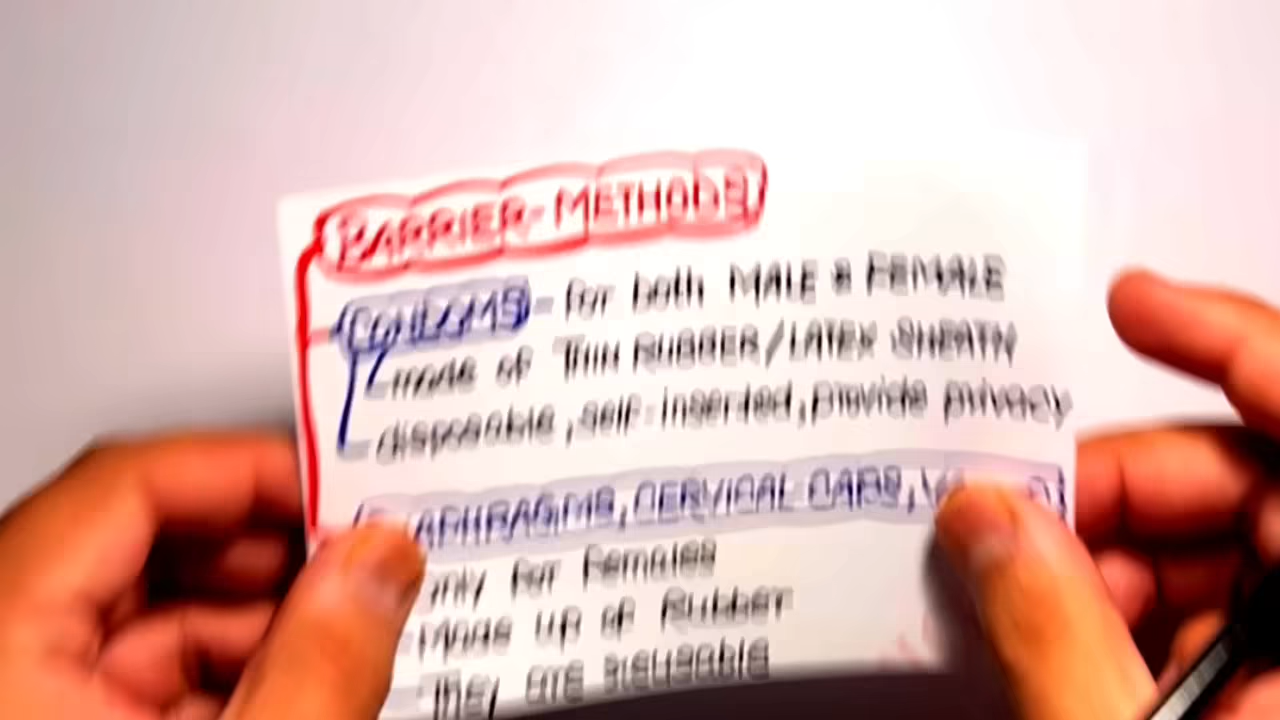 BARRIER-METHODS
CONDOMS - for both MALE & FEMALE
made of THIN RUBBER/LATEX SHEATH
disposable, self-inserted, provide privacy
APHRAGMS, CERVICAL CAPS,
only for Females
Made up of Rubber
They are reusable